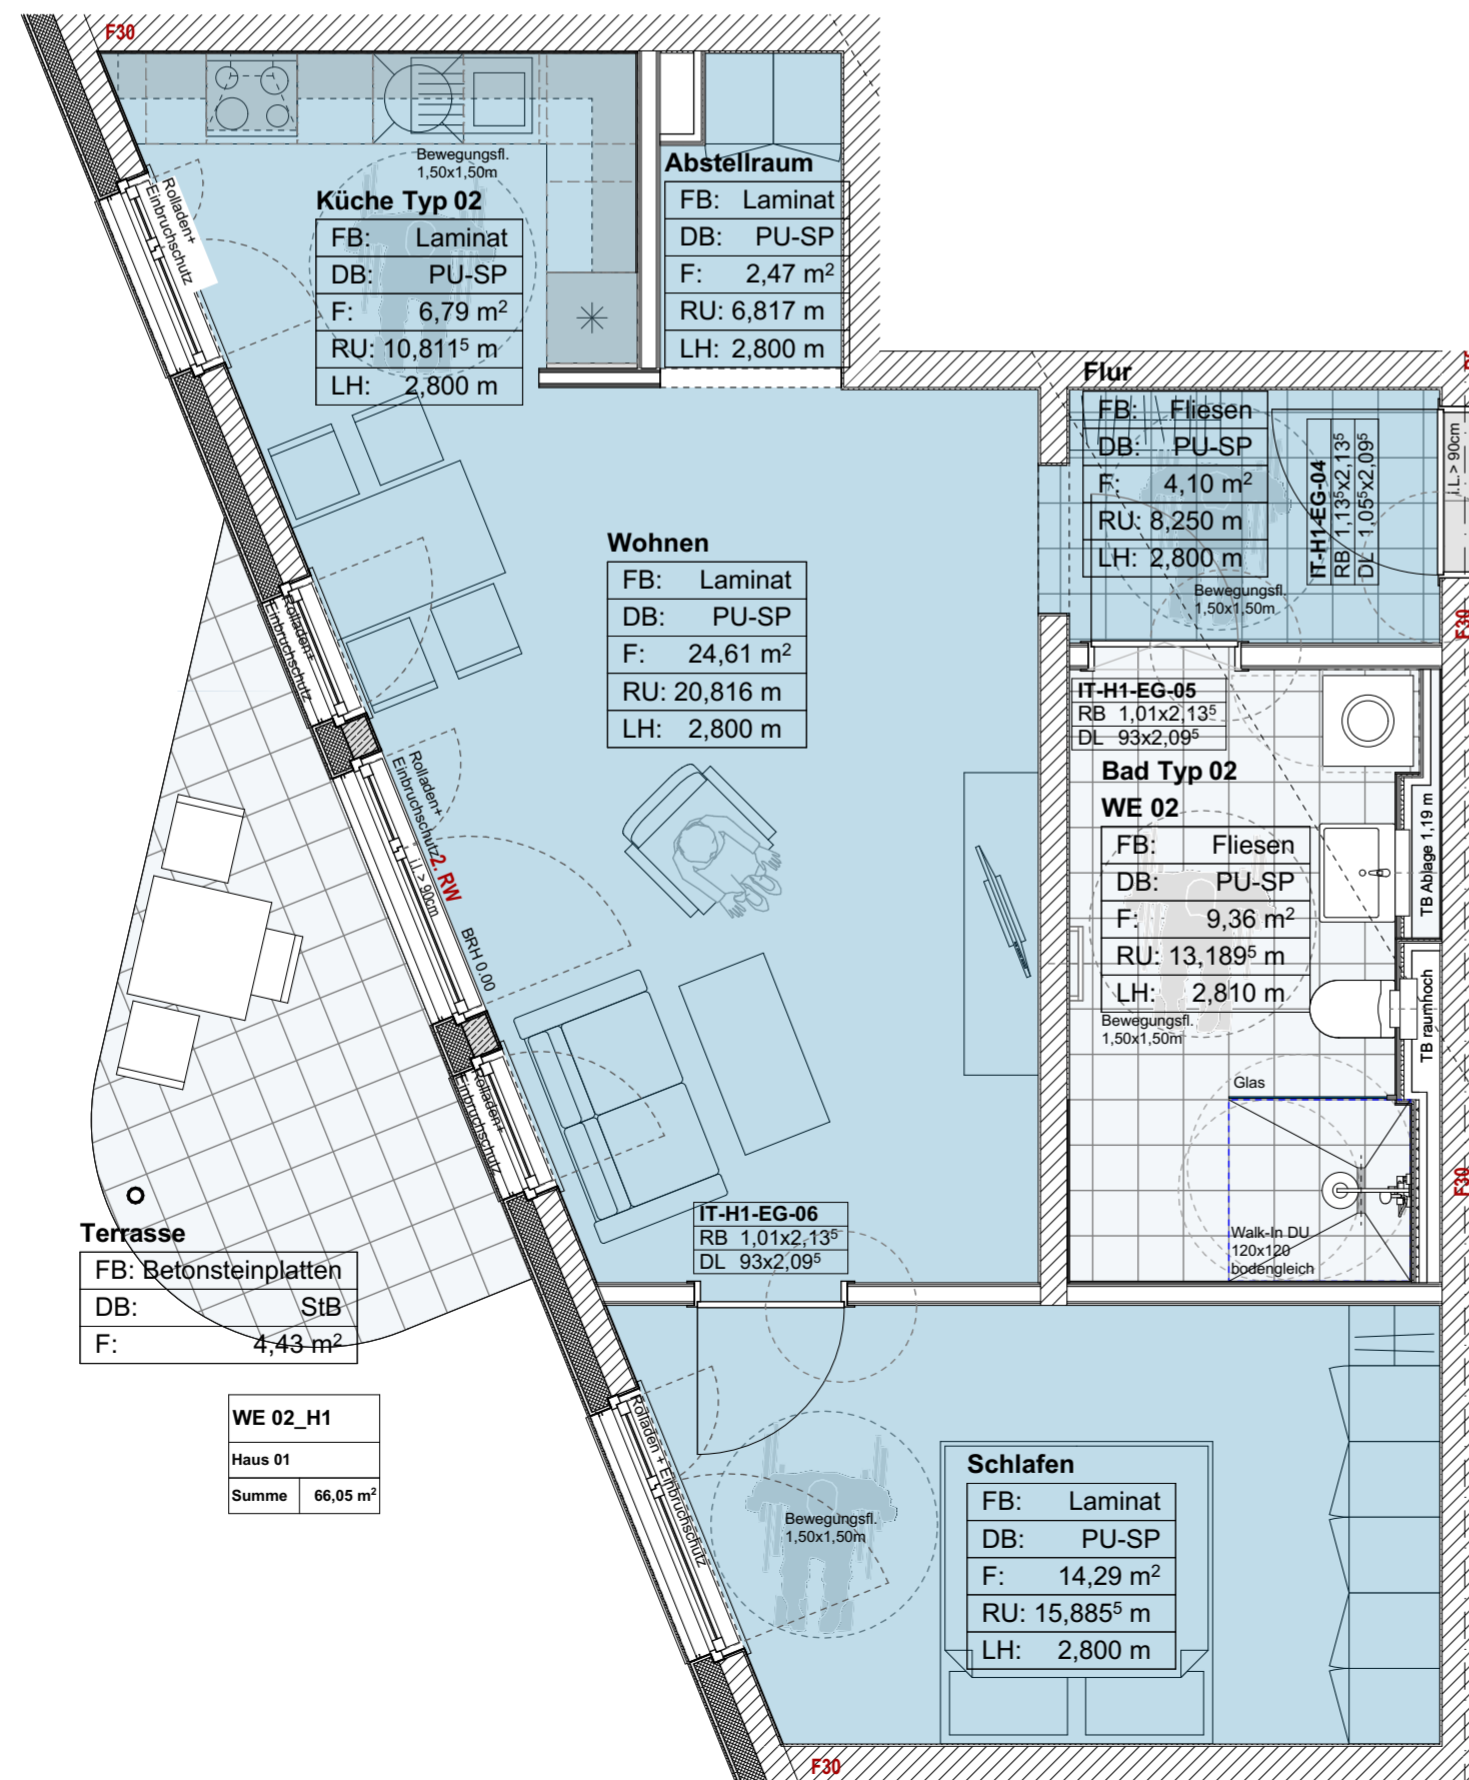 F30
Bewegungsfl.
1,50x1,50m
Küche Typ 02
FB: Laminat
DB: PU-SP
F: 6,79 m²
RU: 10,811⁵ m
LH: 2,800 m
Abstellraum
FB: Laminat
DB: PU-SP
F: 2,47 m²
RU: 6,817 m
LH: 2,800 m
Rolladen+
Einbruchschutz
Flur
FB: Fliesen
DB: PU-SP
F: 4,10 m²
RU: 8,250 m
LH: 2,800 m
Bewegungsfl.
1,50x1,50m
IT-H1-EG-04
RB 1,13⁵x2,13⁵
DL 1,05⁵x2,09⁵
i.L.> 90cm
F30
Wohnen
FB: Laminat
DB: PU-SP
F: 24,61 m²
RU: 20,816 m
LH: 2,800 m
Rolladen+
Einbruchschutz
IT-H1-EG-05
RB 1,01x2,13⁵
DL 93x2,09⁵
Bad Typ 02
WE 02
FB: Fliesen
DB: PU-SP
F: 9,36 m²
RU: 13,189⁵ m
LH: 2,810 m
Bewegungsfl.
1,50x1,50m
TB Ablage 1,19 m
TB raumhoch
Rolladen+
Einbruchschutz
i.l.> 90cm
2. RW
BRH 0.00
Glas
Walk-In DU
120x120
bodengleich
F30
Rolladen+
Einbruchschutz
IT-H1-EG-06
RB 1,01x2,13⁵
DL 93x2,09⁵
Terrasse
FB: Betonsteinplatten
DB: StB
F: 4,43 m²
WE 02_H1
Haus 01
Summe 66,05 m²
Rolladen + Einbruchschutz
Bewegungsfl.
1,50x1,50m
Schlafen
FB: Laminat
DB: PU-SP
F: 14,29 m²
RU: 15,885⁵ m
LH: 2,800 m
F30